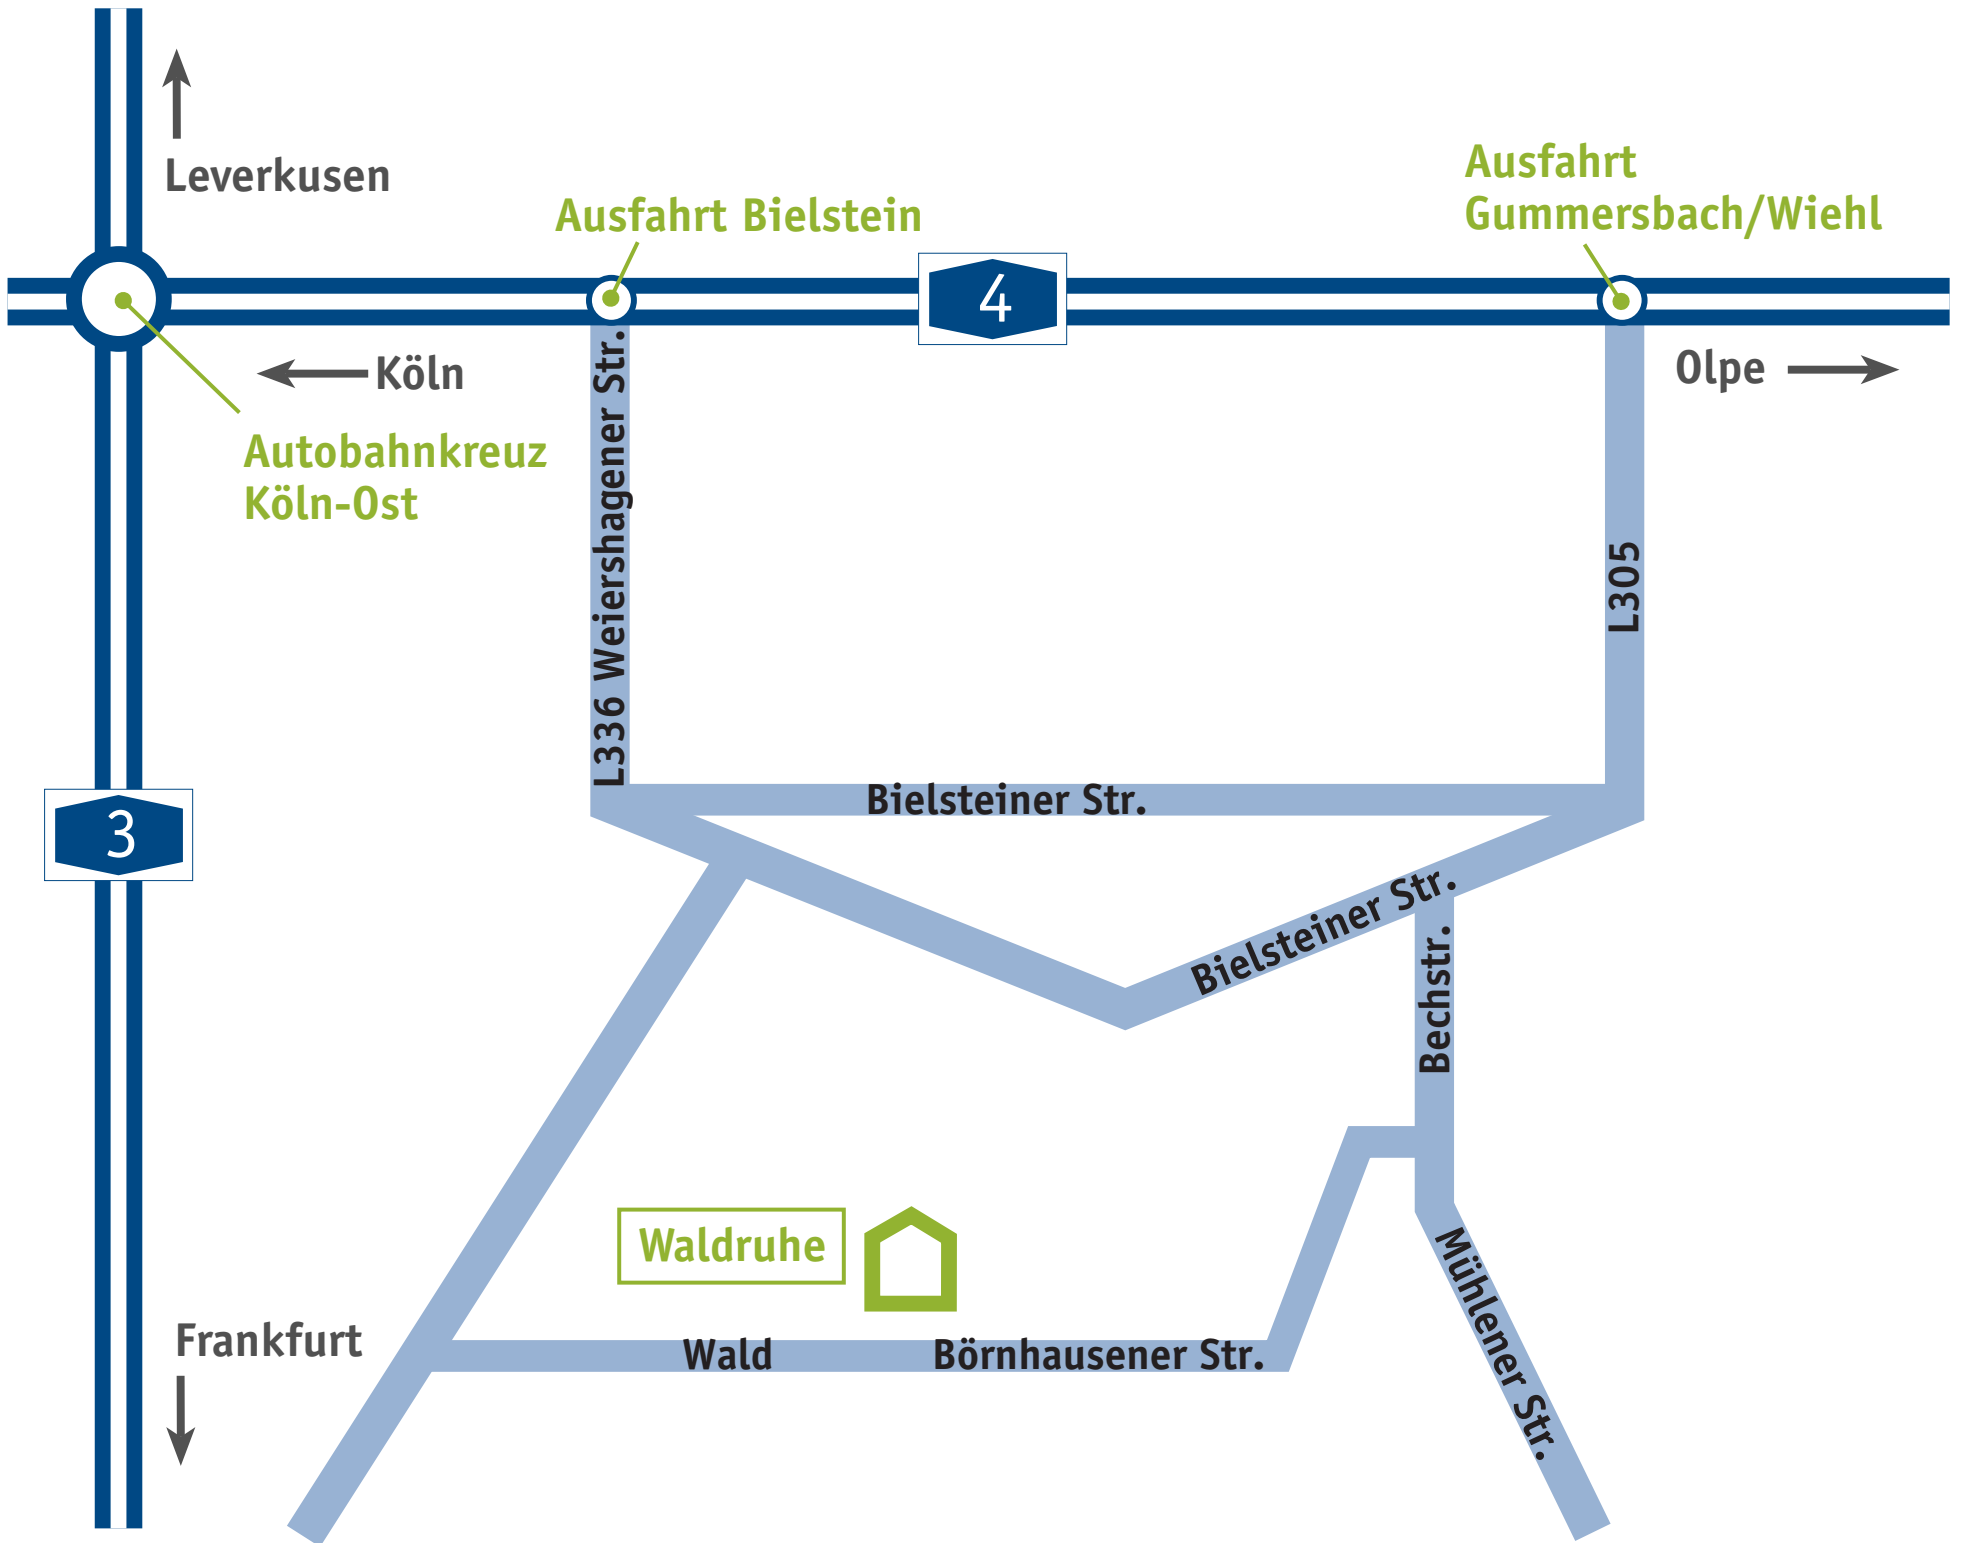 Leverkusen
Ausfahrt Bielstein
Ausfahrt
Gummersbach/Wiehl
4
Köln
Olpe
Autobahnkreuz
Köln-Ost
L336 Weiershagener Str.
L305
3
Bielsteiner Str.
Bielsteiner Str.
Bechstr.
Waldruhe
Mühlener Str.
Frankfurt
Wald
Börnhausener Str.